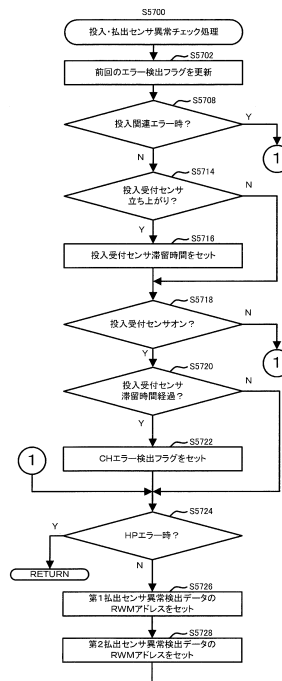 S5700
投入・払出センサ異常チェック処理
S5702
前回のエラー検出フラグを更新
S5708
投入関連エラー時？
Y
N
1
S5714
投入受付センサ
立ち上がり？
N
Y
S5716
投入受付センサ滞留時間をセット
S5718
投入受付センサオン？
N
Y
1
S5720
投入受付センサ
滞留時間経過？
N
Y
S5722
CHエラー検出フラグをセット
1
S5724
HPエラー時？
Y
N
RETURN
S5726
第1払出センサ異常検出データの
RWMアドレスをセット
S5728
第2払出センサ異常検出データの
RWMアドレスをセット